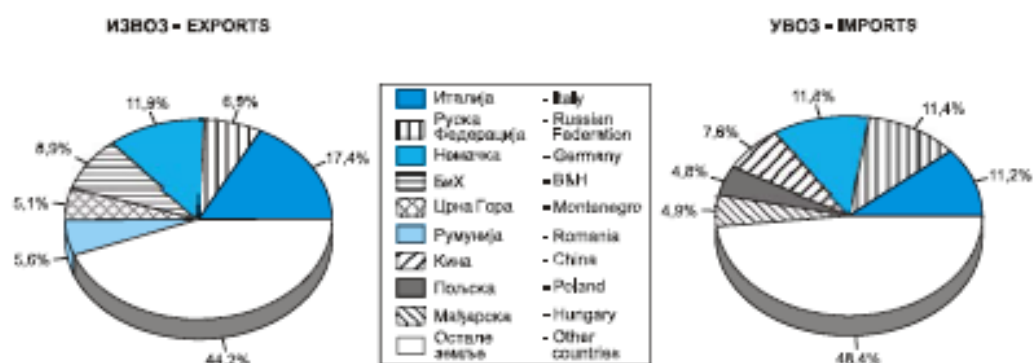 ИЗВОЗ - EXPORTS
УВОЗ - IMPORTS
11,9%
6,9%
8,9%
17,4%
5,1%
5,6%
44,2%
Италија - Italy
Руска - Russian
Федерација Federation
Немачка - Germany
БиХ - B&H
Црна Гора - Montenegro
Румунија - Romania
Кина - China
Пољска - Poland
Мађарска - Hungary
Остале - Other
земље countries
11,8%
11,4%
7,6%
11,2%
4,8%
4,9%
48,4%